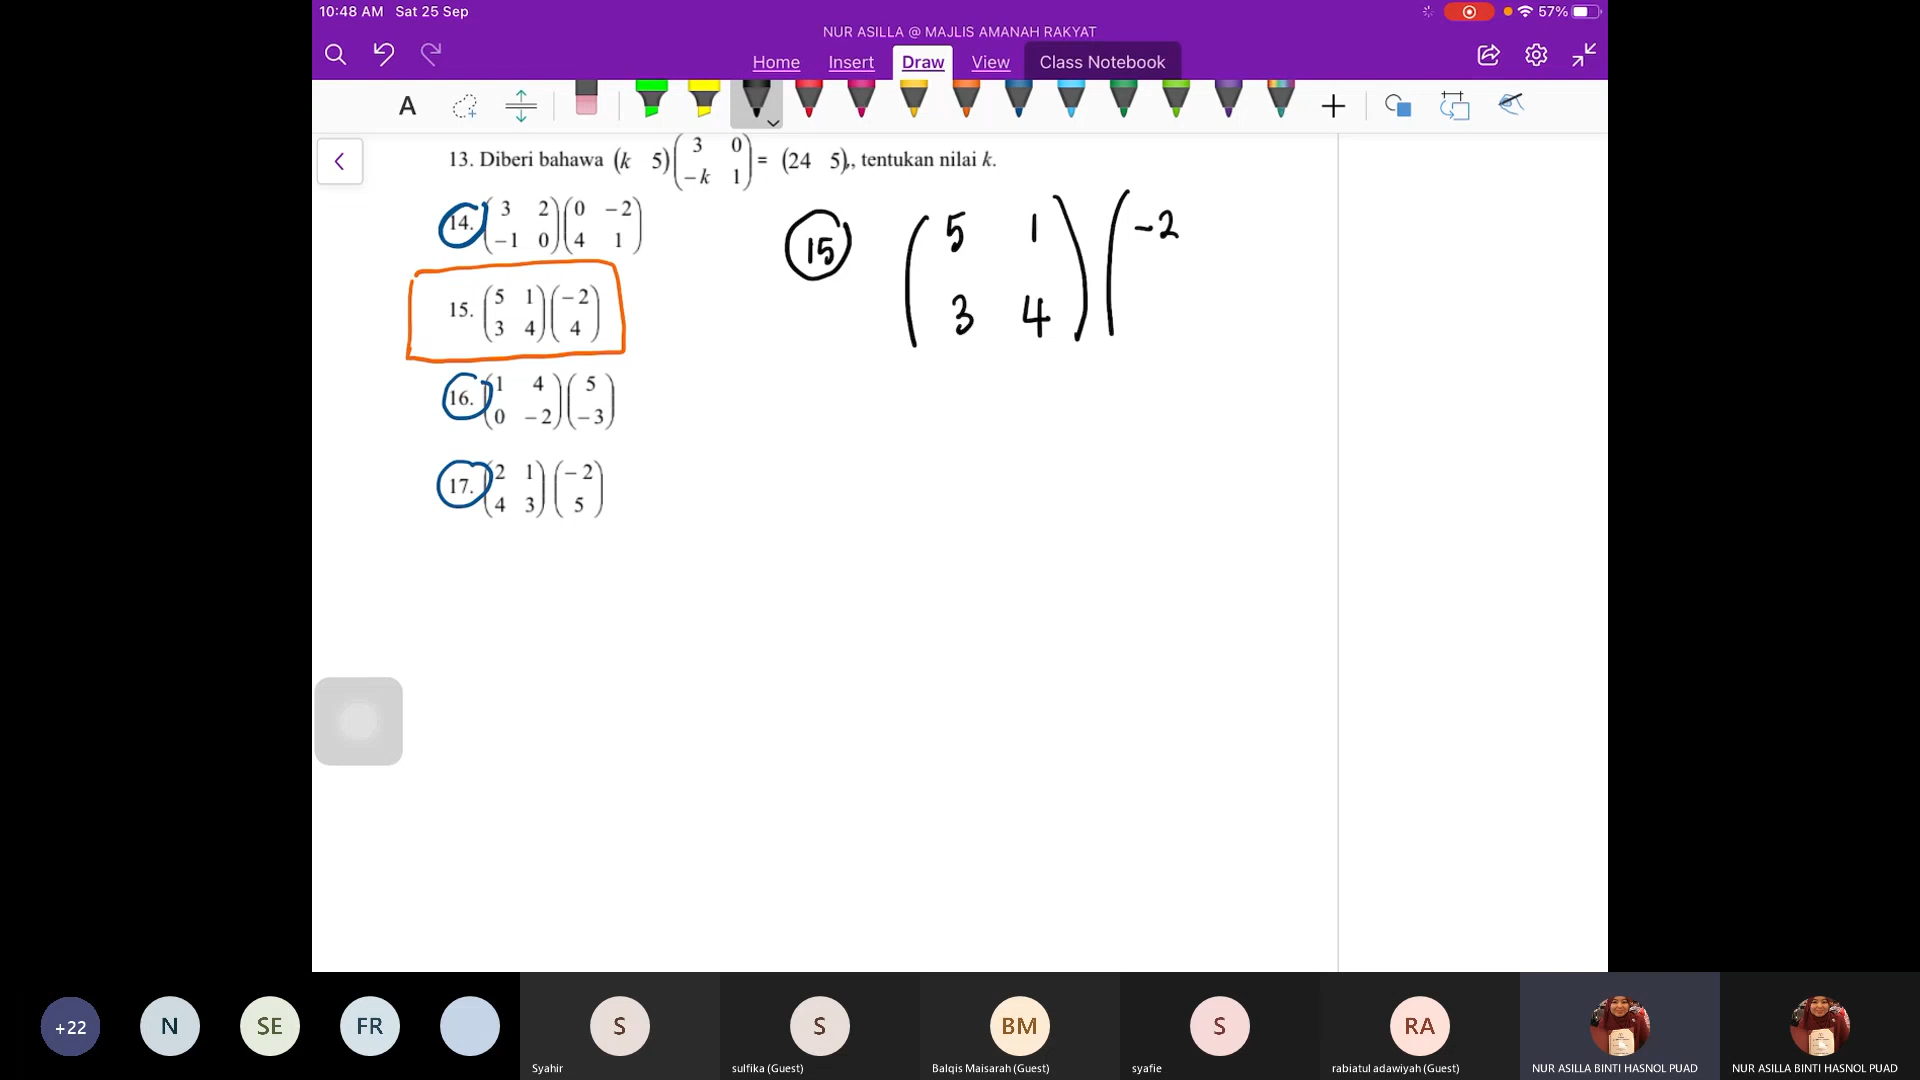 10:48 AM Sat 25 Sep
57%
NUR ASILLA @ MAJLIS AMANAH RAKYAT
Home Insert Draw View Class Notebook
A
13. Diberi bahawa (k 5)(3 0
-k 1) = (24 5),, tentukan nilai k.
14. (3 2
-1 0)(0 -2
4 1)
15. (5 1
3 4)(-2
4)
16. (1 4
0 -2)(5
-3)
17. (2 1
4 3)(-2
5)
15 (5 1
3 4)(-2
+22 N SE FR S S BM S RA
Syahir sulfika (Guest) Balqis Maisarah (Guest) syafie rabiatul adawiyah (Guest) NUR ASILLA BINTI HASNOL PUAD NUR ASILLA BINTI HASNOL PUAD